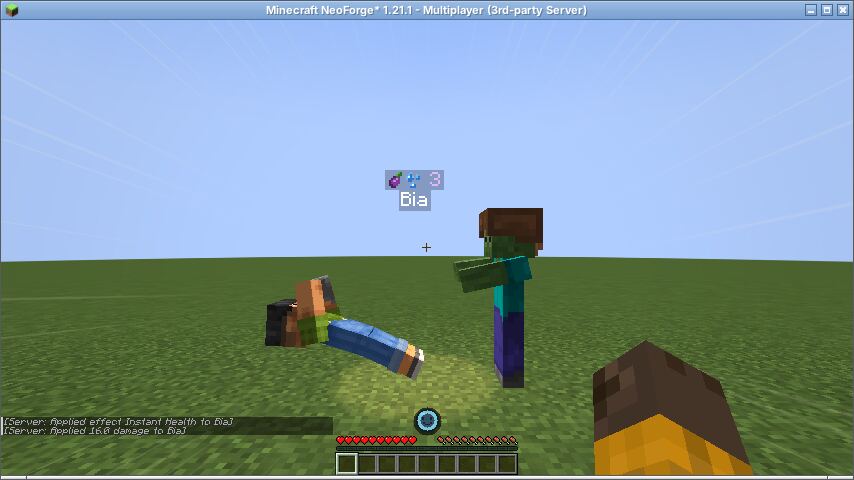 Minecraft NeoForge* 1.21.1 - Multiplayer (3rd-party Server)
3
Bia
[Server: Applied effect Instant Health to Bia]
[Server: Applied 16.0 damage to Bia]